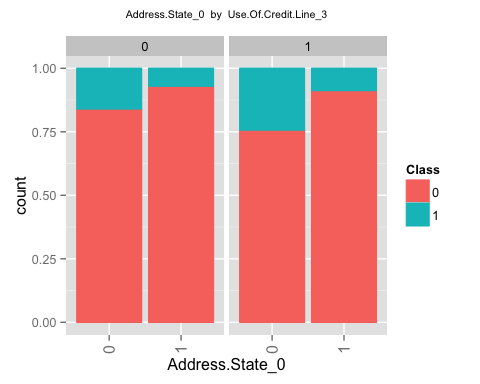 Address.State_0 by Use.Of.Credit.Line_3
0 1
1.00
0.75
0.50
0.25
0.00
count
0 1 0 1
Address.State_0
Class
0
1